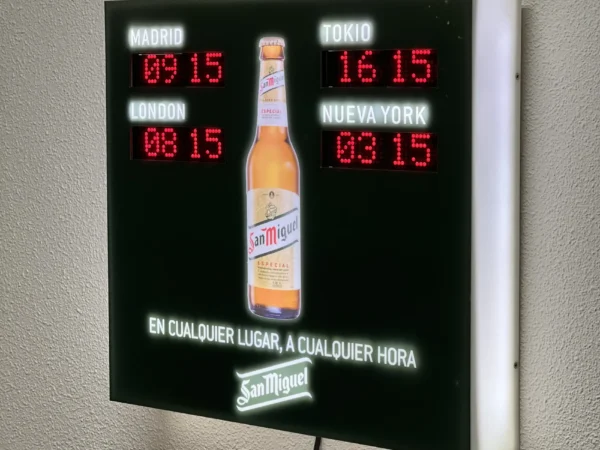 MADRID
09 15
TOKIO
16 15
LONDON
08 15
NUEVA YORK
03 15
San Miguel
ESPECIAL
EN CUALQUIER LUGAR, A CUALQUIER HORA
San Miguel